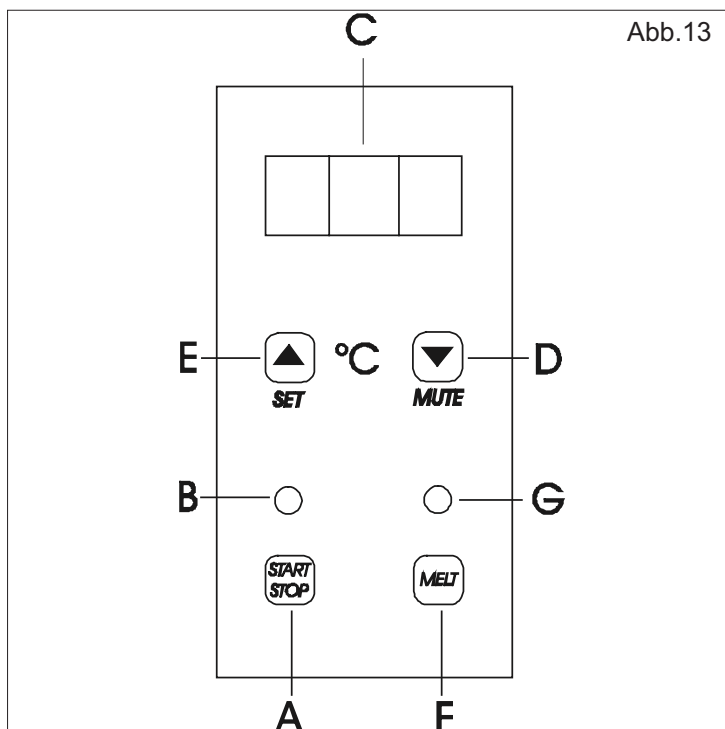 C
Abb.13
E °C D
SET MUTE
B G
START
STOP
MELT
A F